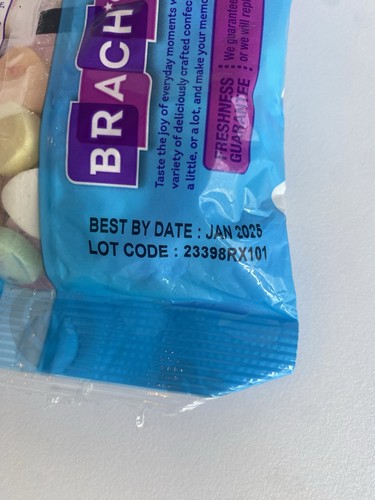 BRACH
Taste the joy of everyday moments
variety of deliciously crafted confec
a little, or a lot, and make your memo
FRESHNESS
GUARANTEE
We guarantee
or we will repl
BEST BY DATE : JAN 2025
LOT CODE : 23398RX101